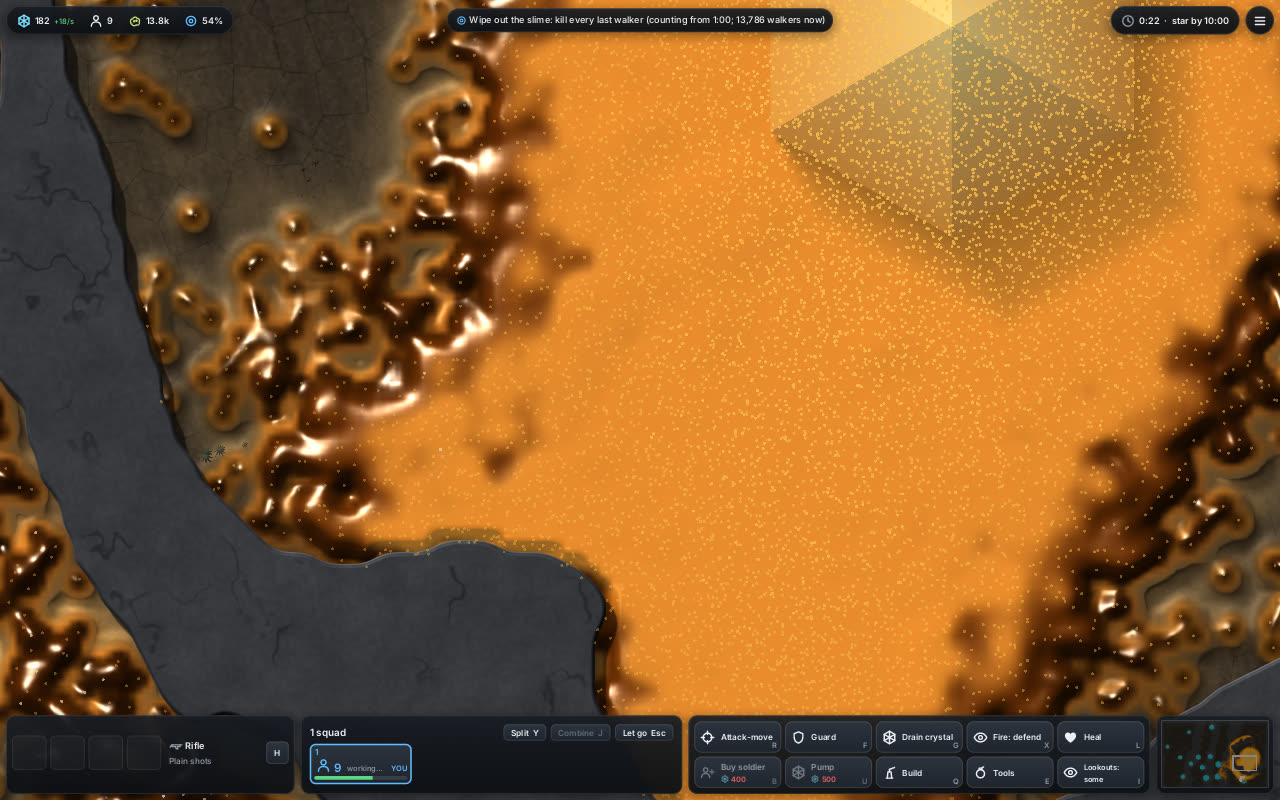 182 +18/s 9 13.8k 54%
Wipe out the slime: kill every last walker (counting from 1:00; 13,786 walkers now)
0:22 · star by 10:00
Rifle
Plain shots
H
1 squad
Split Y
Combine J
Let go Esc
1
9 working... YOU
Attack-move R
Guard F
Drain crystal G
Fire: defend X
Heal L
Buy soldier 400 B
Pump 500 U
Build Q
Tools E
Lookouts: some I